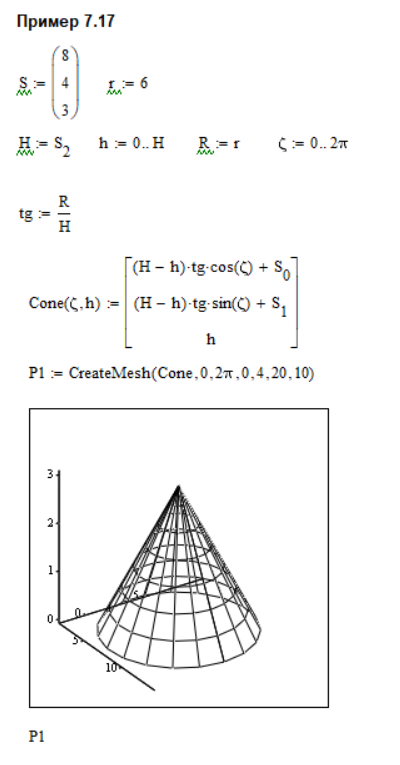 Пример 7.17
S := (8 4 3) r := 6
H := S₂ h := 0.. H R := r ζ := 0.. 2π
tg := R/H
Cone(ζ,h) := [(H − h)·tg·cos(ζ) + S₀
(H − h)·tg·sin(ζ) + S₁
h]
P1 := CreateMesh(Cone,0,2π,0,4,20,10)
3
2
1
0
0
5
5
10
P1